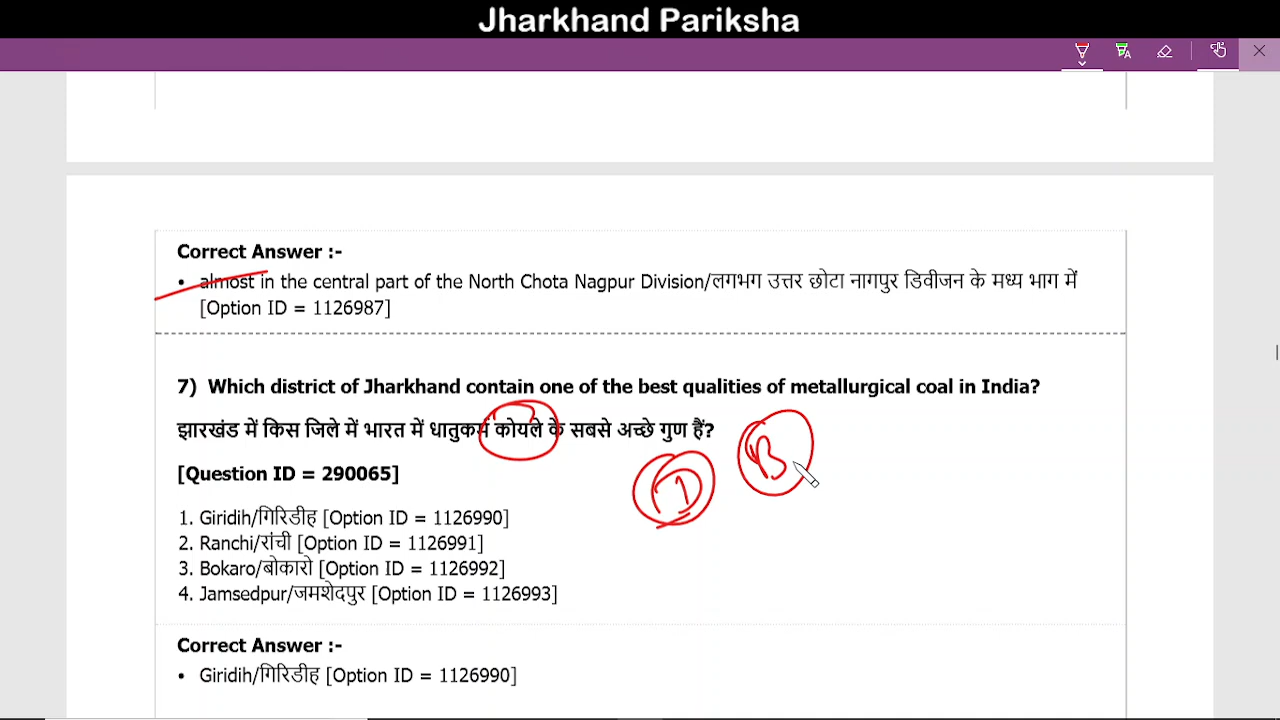 Jharkhand Pariksha
Correct Answer :-
• almost in the central part of the North Chota Nagpur Division/लगभग उत्तर छोटा नागपुर डिवीजन के मध्य भाग में
[Option ID = 1126987]
7) Which district of Jharkhand contain one of the best qualities of metallurgical coal in India?
झारखंड में किस जिले में भारत में धातुकर्म कोयले के सबसे अच्छे गुण हैं?
B
[Question ID = 290065]
D
1. Giridih/गिरिडीह [Option ID = 1126990]
2. Ranchi/रांची [Option ID = 1126991]
3. Bokaro/बोकारो [Option ID = 1126992]
4. Jamsedpur/जमशेदपुर [Option ID = 1126993]
Correct Answer :-
• Giridih/गिरिडीह [Option ID = 1126990]